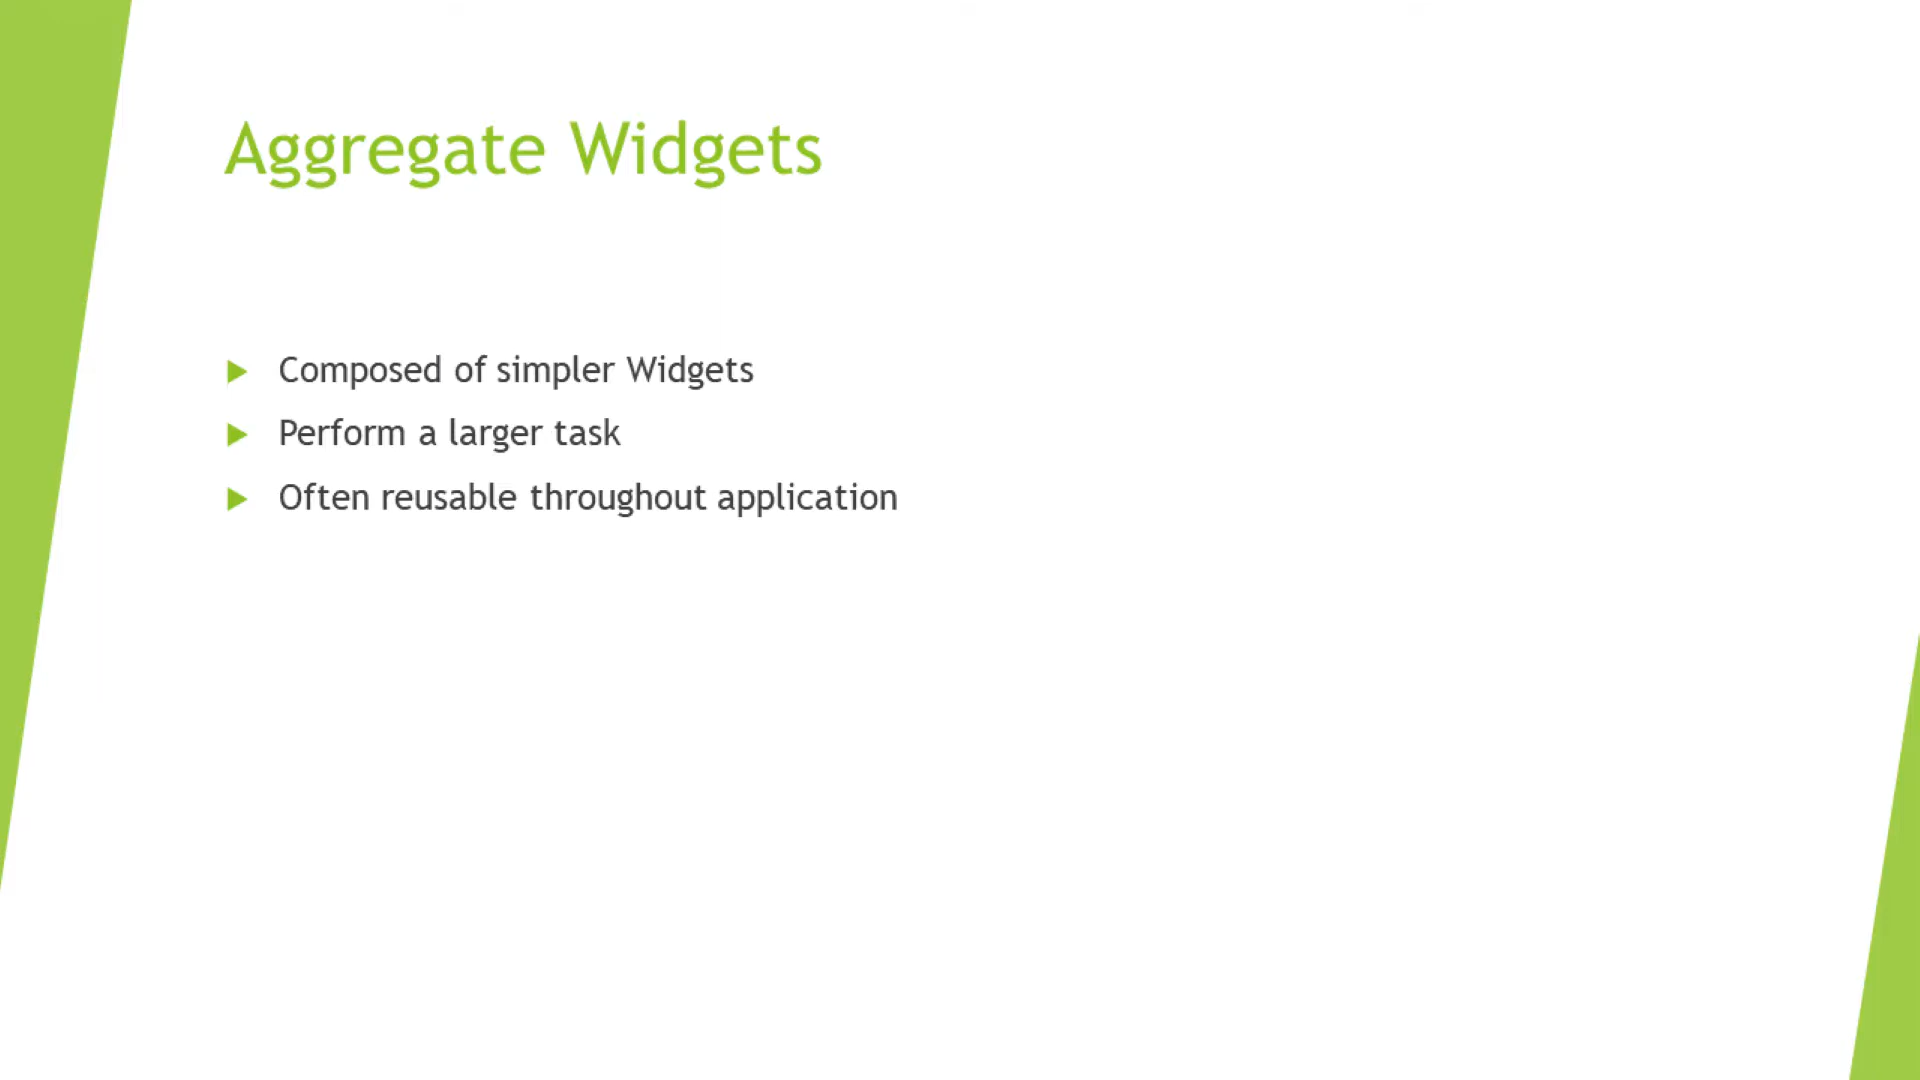 Aggregate Widgets
Composed of simpler Widgets
Perform a larger task
Often reusable throughout application